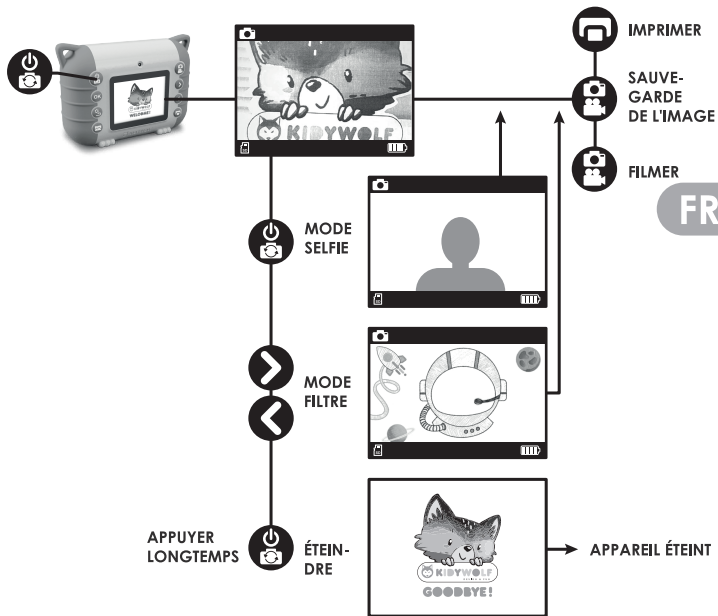 IMPRIMER
WELCOME!
KIDYWOLF
SAUVE-
GARDE
DE L'IMAGE
FILMER
FR
MODE
SELFIE
MODE
FILTRE
APPUYER
LONGTEMPS
ÉTEIN-
DRE
KIDYWOLF
GOODBYE!
APPAREIL ÉTEINT